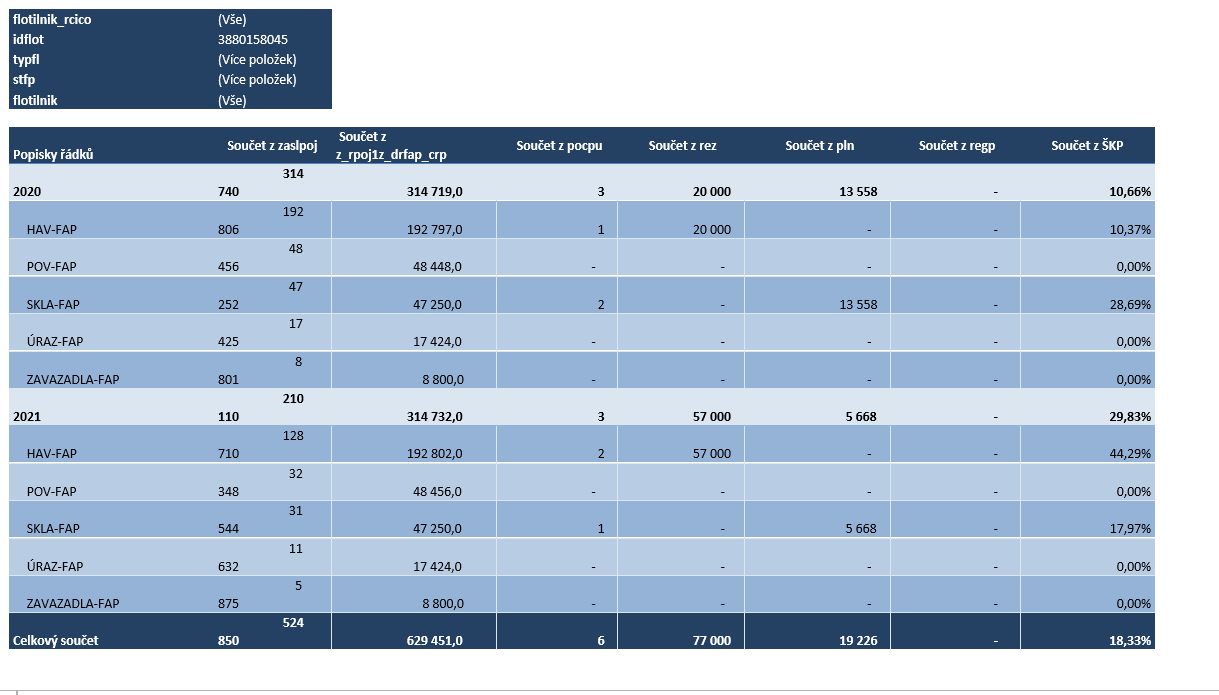 flotilnik_rcico (Vše)
idflot 3880158045
typfl (Více položek)
stfp (Více položek)
flotilnik (Vše)
Popisky řádků Součet z zaslpoj Součet z z_rpoj1z_drfap_crp Součet z pocpu Součet z rez Součet z pln Součet z regp Součet z ŠKP
314
2020 740 314 719,0 3 20 000 13 558 - 10,66%
192
HAV-FAP 806 192 797,0 1 20 000 - - 10,37%
48
POV-FAP 456 48 448,0 - - - - 0,00%
47
SKLA-FAP 252 47 250,0 2 - 13 558 - 28,69%
17
ÚRAZ-FAP 425 17 424,0 - - - - 0,00%
8
ZAVAZADLA-FAP 801 8 800,0 - - - - 0,00%
210
2021 110 314 732,0 3 57 000 5 668 - 29,83%
128
HAV-FAP 710 192 802,0 2 57 000 - - 44,29%
32
POV-FAP 348 48 456,0 - - - - 0,00%
31
SKLA-FAP 544 47 250,0 1 - 5 668 - 17,97%
11
ÚRAZ-FAP 632 17 424,0 - - - - 0,00%
5
ZAVAZADLA-FAP 875 8 800,0 - - - - 0,00%
524
Celkový součet 850 629 451,0 6 77 000 19 226 - 18,33%